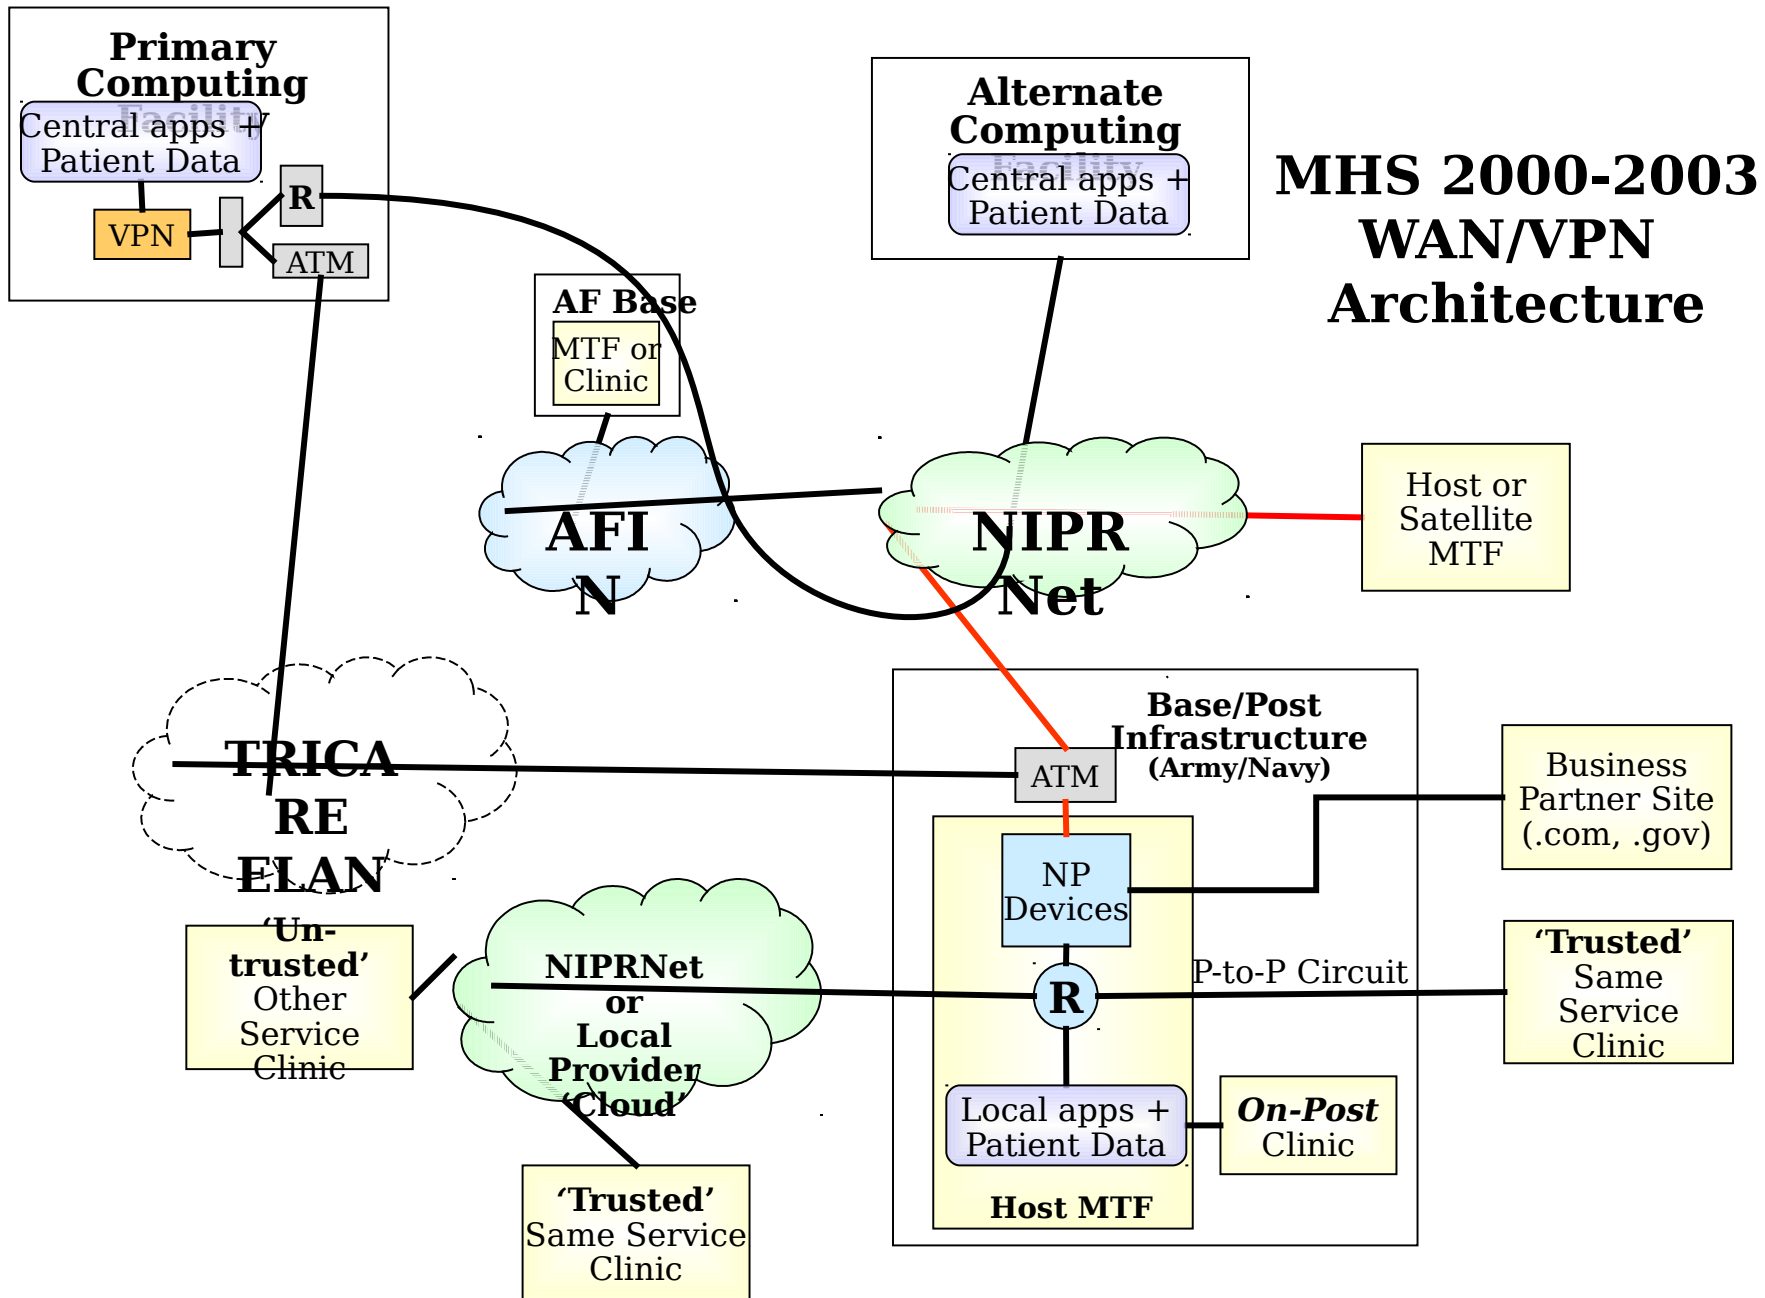 Primary
Computing
Facility
Central apps +
Patient Data
R
VPN
ATM
Alternate
Computing
Facility
Central apps +
Patient Data
MHS 2000-2003
WAN/VPN
Architecture
AF Base
MTF or
Clinic
AFI
N
NIPR
Net
Host or
Satellite
MTF
TRICA
RE
ELAN
Base/Post
Infrastructure
(Army/Navy)
ATM
Business
Partner Site
(.com, .gov)
NP
Devices
‘Un-
trusted’
Other
Service
Clinic
NIPRNet
or
Local
Provider
‘Cloud’
R
P-to-P Circuit
‘Trusted’
Same
Service
Clinic
Local apps +
Patient Data
On-Post
Clinic
Host MTF
‘Trusted’
Same Service
Clinic